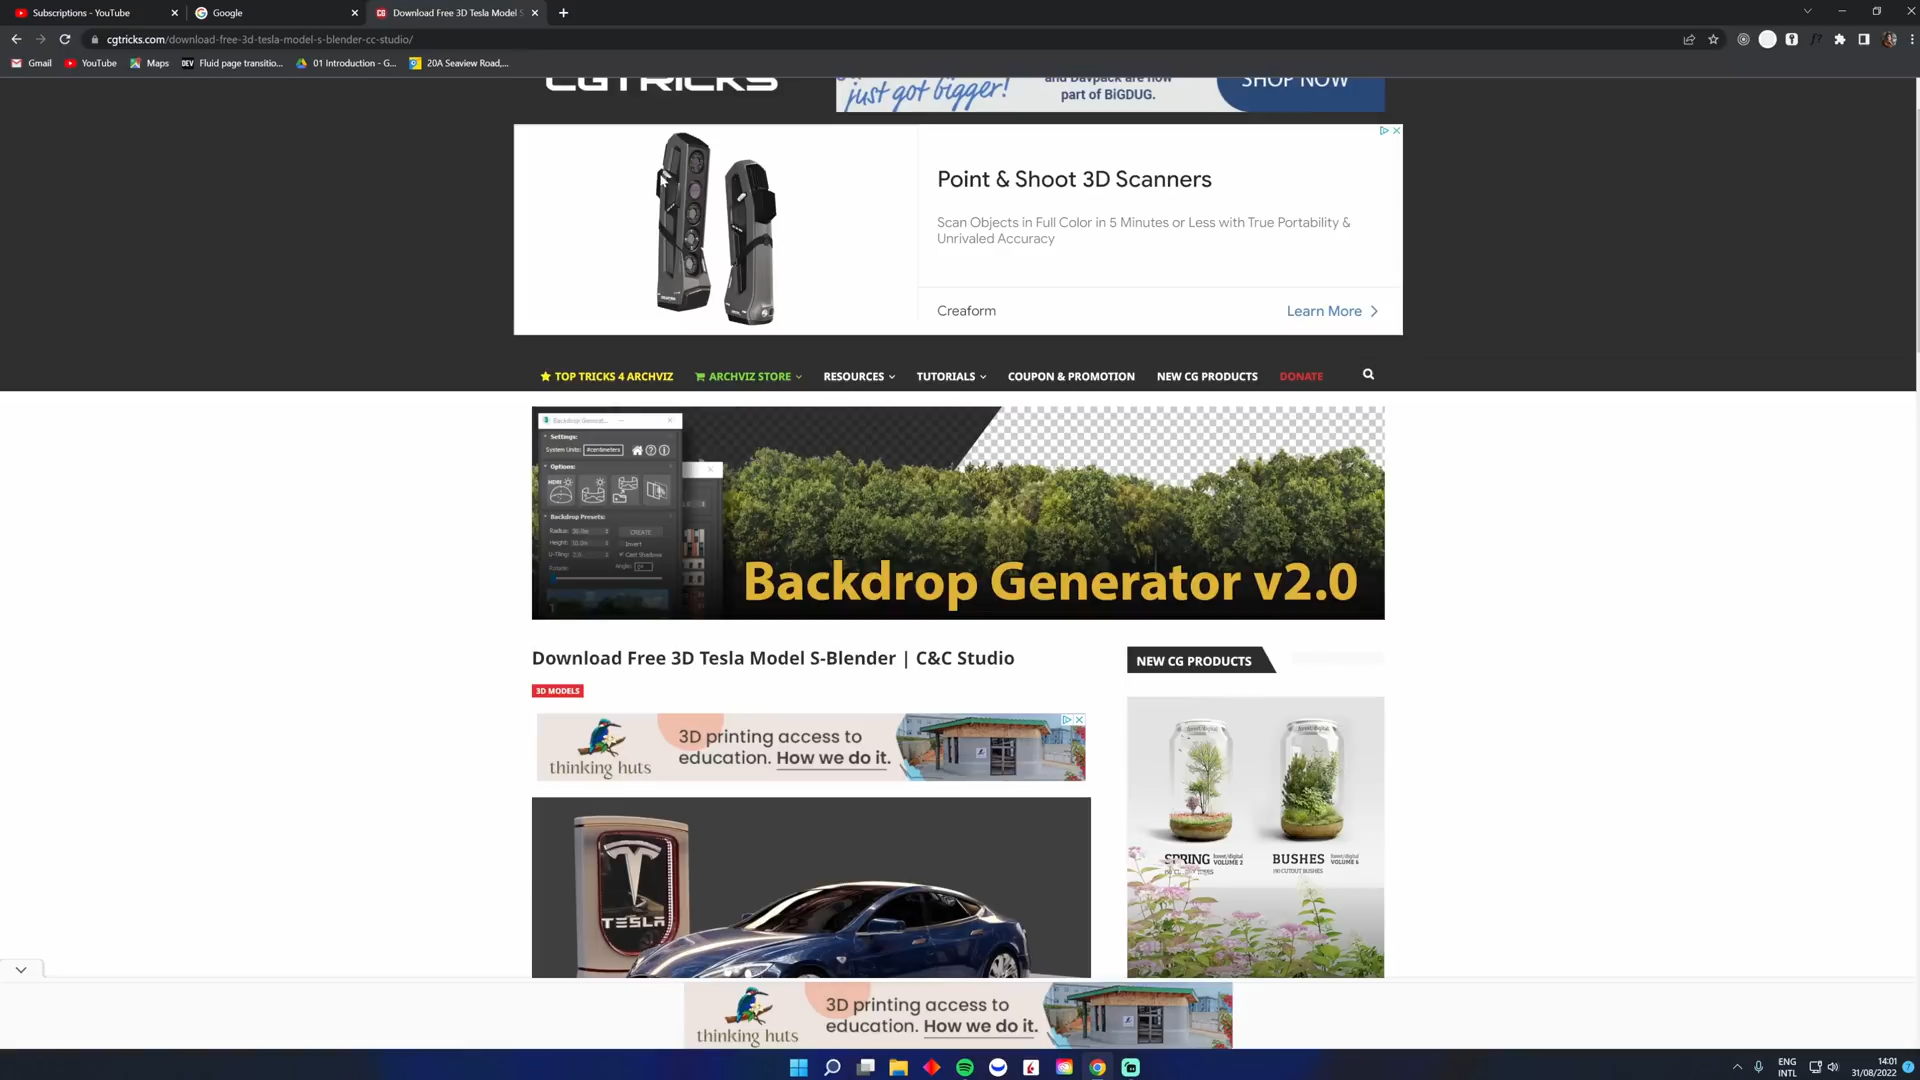 Subscriptions - YouTube
Google
Download Free 3D Tesla Model S
cgtricks.com/download-free-3d-tesla-model-s-blender-cc-studio/
Gmail
YouTube
Maps
DEV
Fluid page transitio...
01 Introduction - G...
20A Seaview Road,...
CGTRICKS
just got bigger!
and Davpack are now
part of BiGDUG.
SHOP NOW
Point & Shoot 3D Scanners
Scan Objects in Full Color in 5 Minutes or Less with True Portability &
Unrivaled Accuracy
Creaform
Learn More
TOP TRICKS 4 ARCHVIZ
ARCHVIZ STORE
RESOURCES
TUTORIALS
COUPON & PROMOTION
NEW CG PRODUCTS
DONATE
Backdrop Generat...
Settings:
System Units:
#centimeters
Options:
HDRI
Backdrop Presets:
Radius:
Height:
U-Tiling:
Rotate:
CREATE
Invert
Cast Shadows
Angle:
Backdrop Generator v2.0
Download Free 3D Tesla Model S-Blender | C&C Studio
3D MODELS
thinking huts
3D printing access to
education. How we do it.
TESLA
NEW CG PRODUCTS
SPRING
VOLUME 2
BUSHES
VOLUME 6
190 CUTOUT BUSHES
thinking huts
3D printing access to
education. How we do it.
ENG
INTL
14:01
31/08/2022